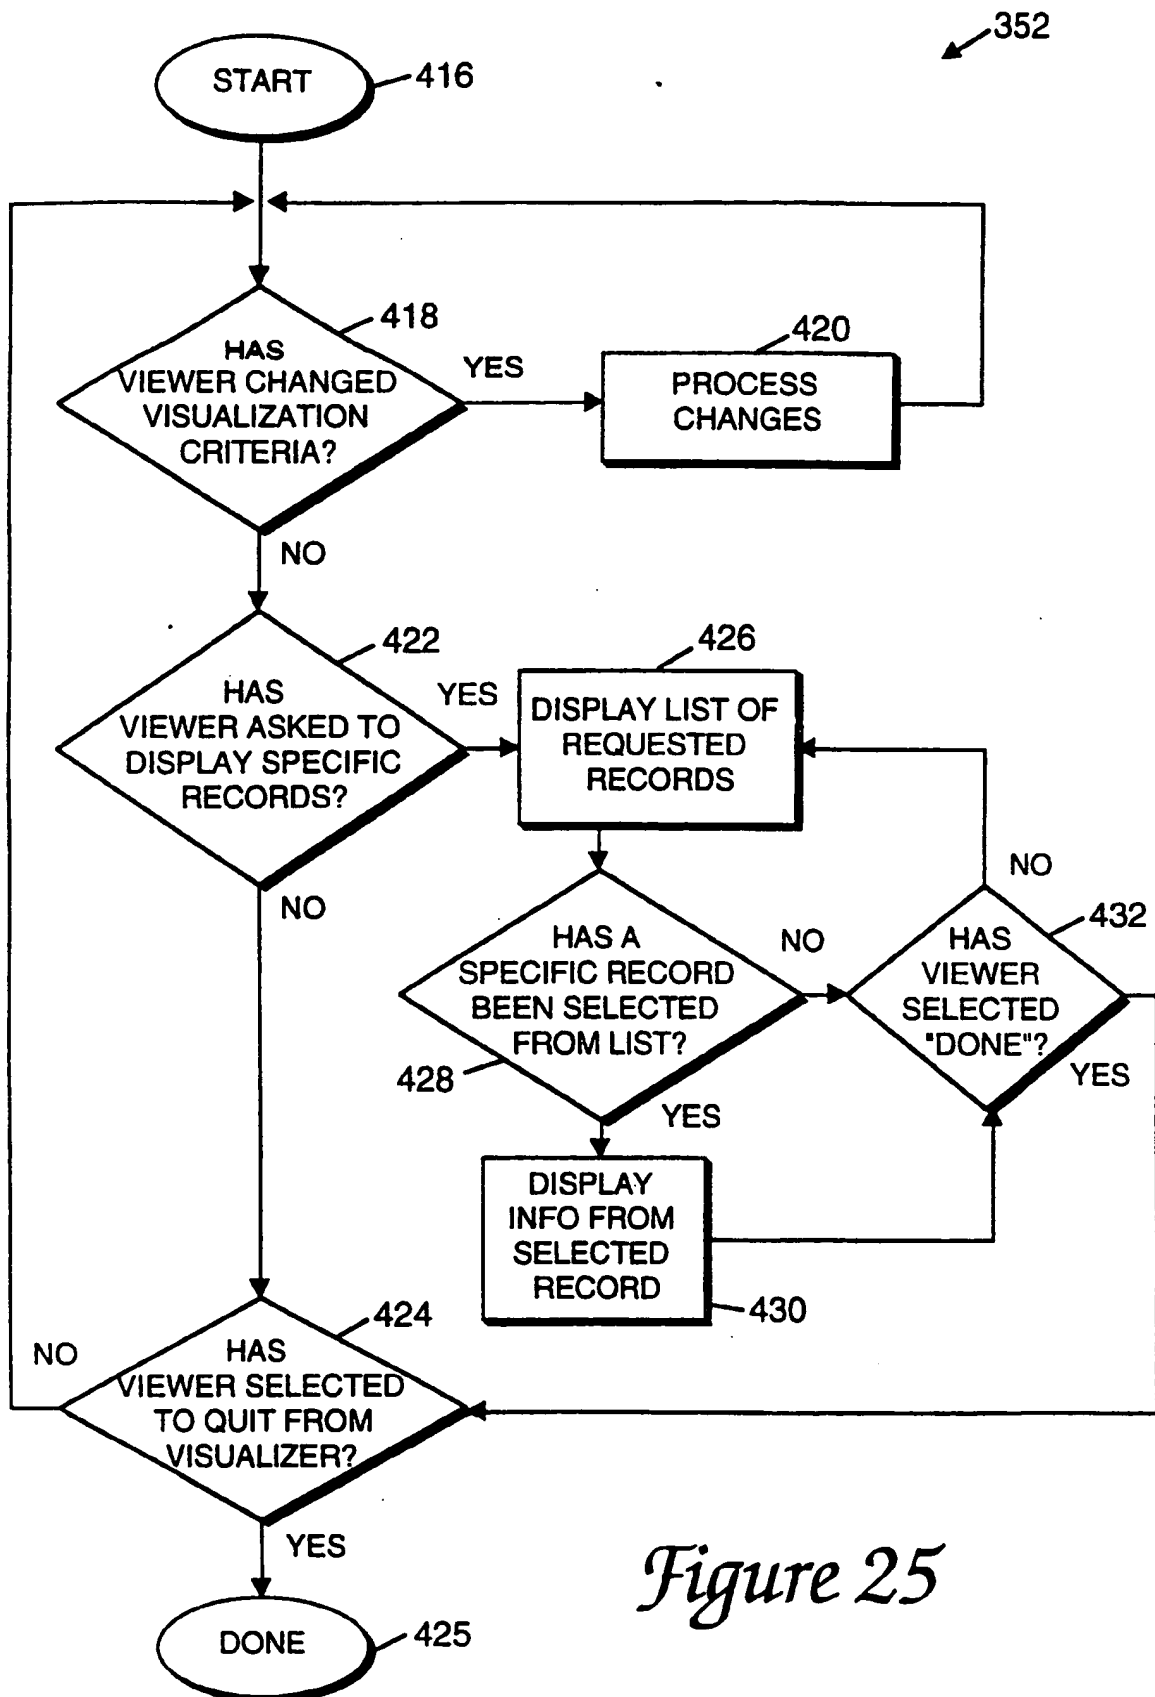 352
START
416
418
HAS
VIEWER CHANGED
VISUALIZATION
CRITERIA?
YES
420
PROCESS
CHANGES
NO
422
HAS
VIEWER ASKED TO
DISPLAY SPECIFIC
RECORDS?
YES
426
DISPLAY LIST OF
REQUESTED
RECORDS
NO
HAS A
SPECIFIC RECORD
BEEN SELECTED
FROM LIST?
428
NO
NO
432
HAS
VIEWER
SELECTED
"DONE"?
YES
YES
DISPLAY
INFO FROM
SELECTED
RECORD
430
424
HAS
VIEWER SELECTED
TO QUIT FROM
VISUALIZER?
NO
YES
DONE
425
Figure 25